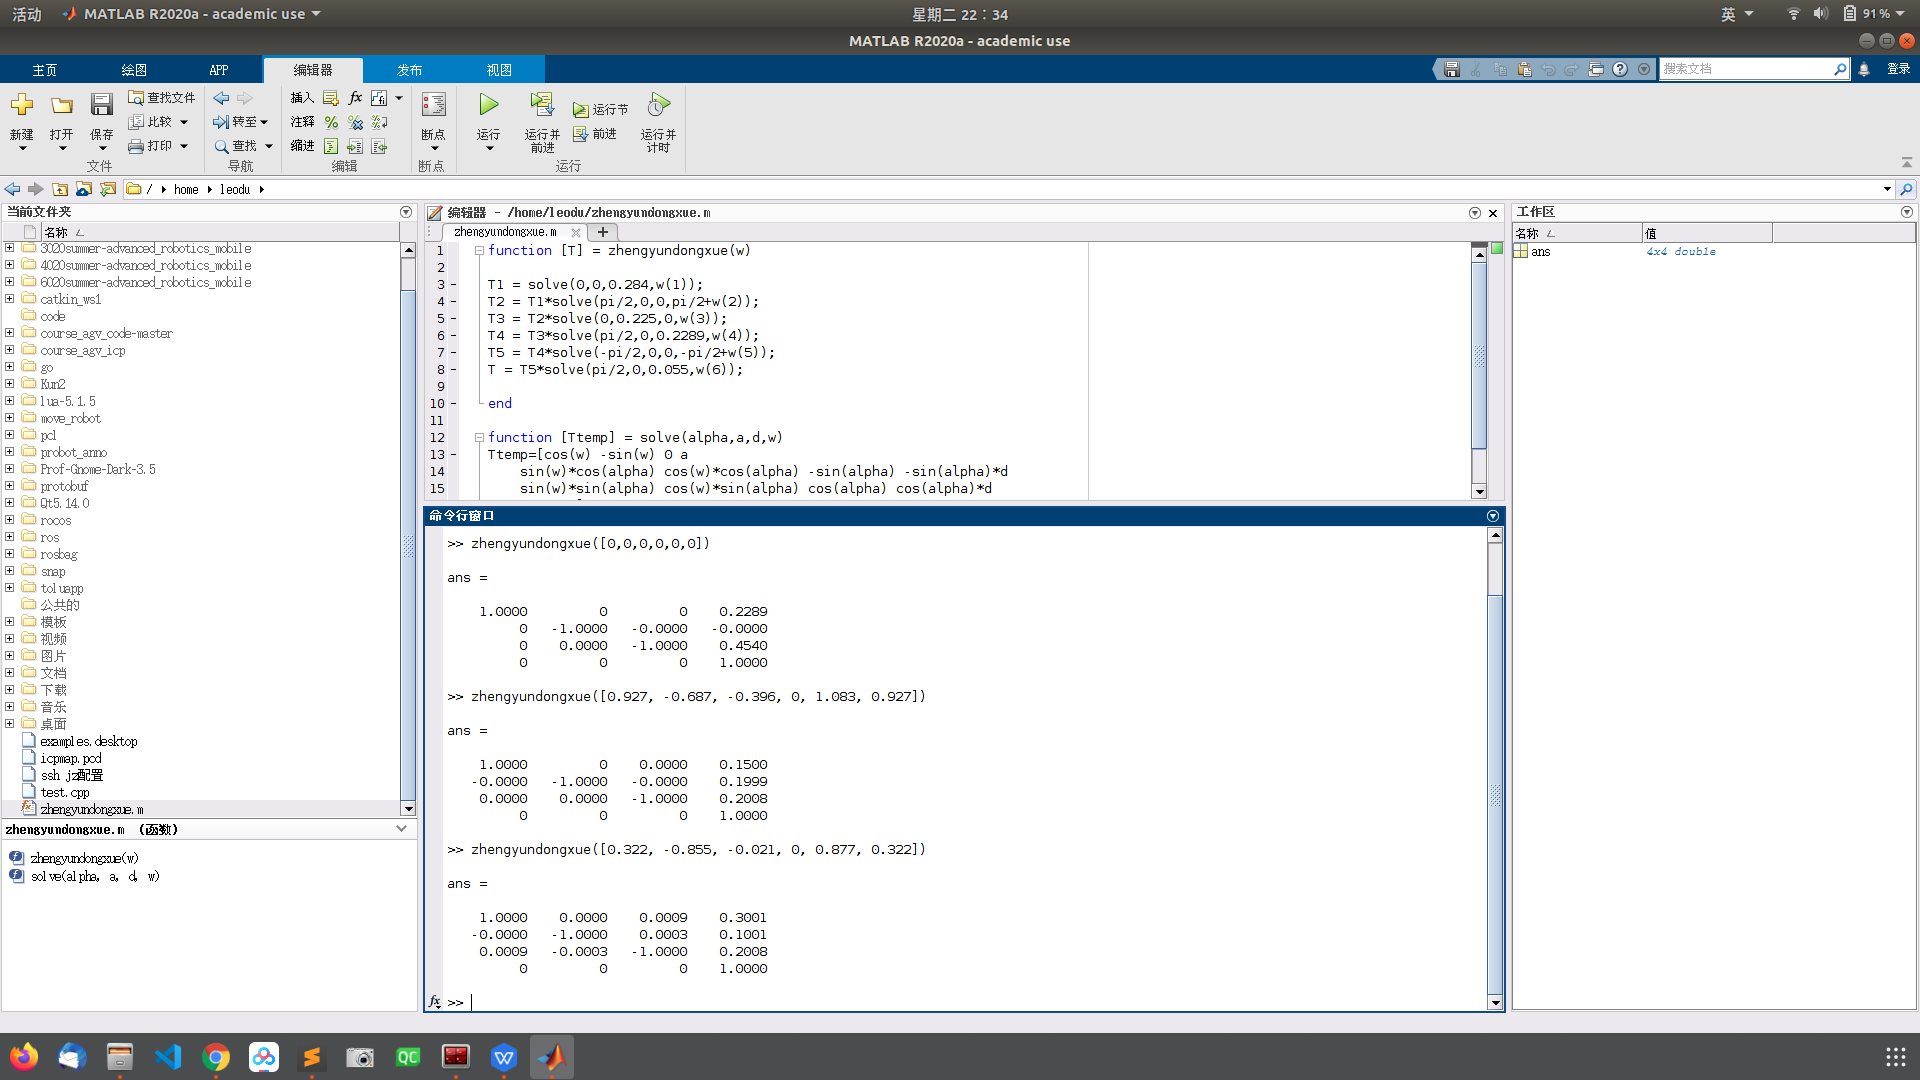 活动
MATLAB R2020a - academic use
星期二 22：34
英
91 %
MATLAB R2020a - academic use
主页
绘图
APP
编辑器
发布
视图
搜索文档
登录
新建
打开
保存
查找文件
比较
打印
文件
转至
查找
导航
插入
fx
注释
缩进
编辑
断点
断点
运行
运行并
前进
运行节
前进
运行并
计时
运行
/ home leodu
当前文件夹
名称
3020summer-advanced_robotics_mobile
4020summer-advanced_robotics_mobile
6020summer-advanced_robotics_mobile
catkin_ws1
code
course_agv_code-master
course_agv_icp
go
Kun2
lua-5.1.5
move_robot
pcl
probot_anno
Prof-Gnome-Dark-3.5
protobuf
Qt5.14.0
rocos
ros
rosbag
snap
toluapp
公共的
模板
视频
图片
文档
下载
音乐
桌面
examples.desktop
icpmap.pcd
ssh jz配置
test.cpp
zhengyundongxue.m
zhengyundongxue.m (函数)
zhengyundongxue(w)
solve(alpha, a, d, w)
编辑器 - /home/leodu/zhengyundongxue.m
zhengyundongxue.m
1 function [T] = zhengyundongxue(w)
2
3 - T1 = solve(0,0,0.284,w(1));
4 - T2 = T1*solve(pi/2,0,0,pi/2+w(2));
5 - T3 = T2*solve(0,0.225,0,w(3));
6 - T4 = T3*solve(pi/2,0,0.2289,w(4));
7 - T5 = T4*solve(-pi/2,0,0,-pi/2+w(5));
8 - T = T5*solve(pi/2,0,0.055,w(6));
9
10 - end
11
12 function [Ttemp] = solve(alpha,a,d,w)
13 - Ttemp=[cos(w) -sin(w) 0 a
14 sin(w)*cos(alpha) cos(w)*cos(alpha) -sin(alpha) -sin(alpha)*d
15 sin(w)*sin(alpha) cos(w)*sin(alpha) cos(alpha) cos(alpha)*d
命令行窗口
>> zhengyundongxue([0,0,0,0,0,0])
ans =
1.0000 0 0 0.2289
0 -1.0000 -0.0000 -0.0000
0 0.0000 -1.0000 0.4540
0 0 0 1.0000
>> zhengyundongxue([0.927, -0.687, -0.396, 0, 1.083, 0.927])
ans =
1.0000 0 0.0000 0.1500
-0.0000 -1.0000 -0.0000 0.1999
0.0000 0.0000 -1.0000 0.2008
0 0 0 1.0000
>> zhengyundongxue([0.322, -0.855, -0.021, 0, 0.877, 0.322])
ans =
1.0000 0.0000 0.0009 0.3001
-0.0000 -1.0000 0.0003 0.1001
0.0009 -0.0003 -1.0000 0.2008
0 0 0 1.0000
fx >>
工作区
名称 值
ans 4x4 double
QC